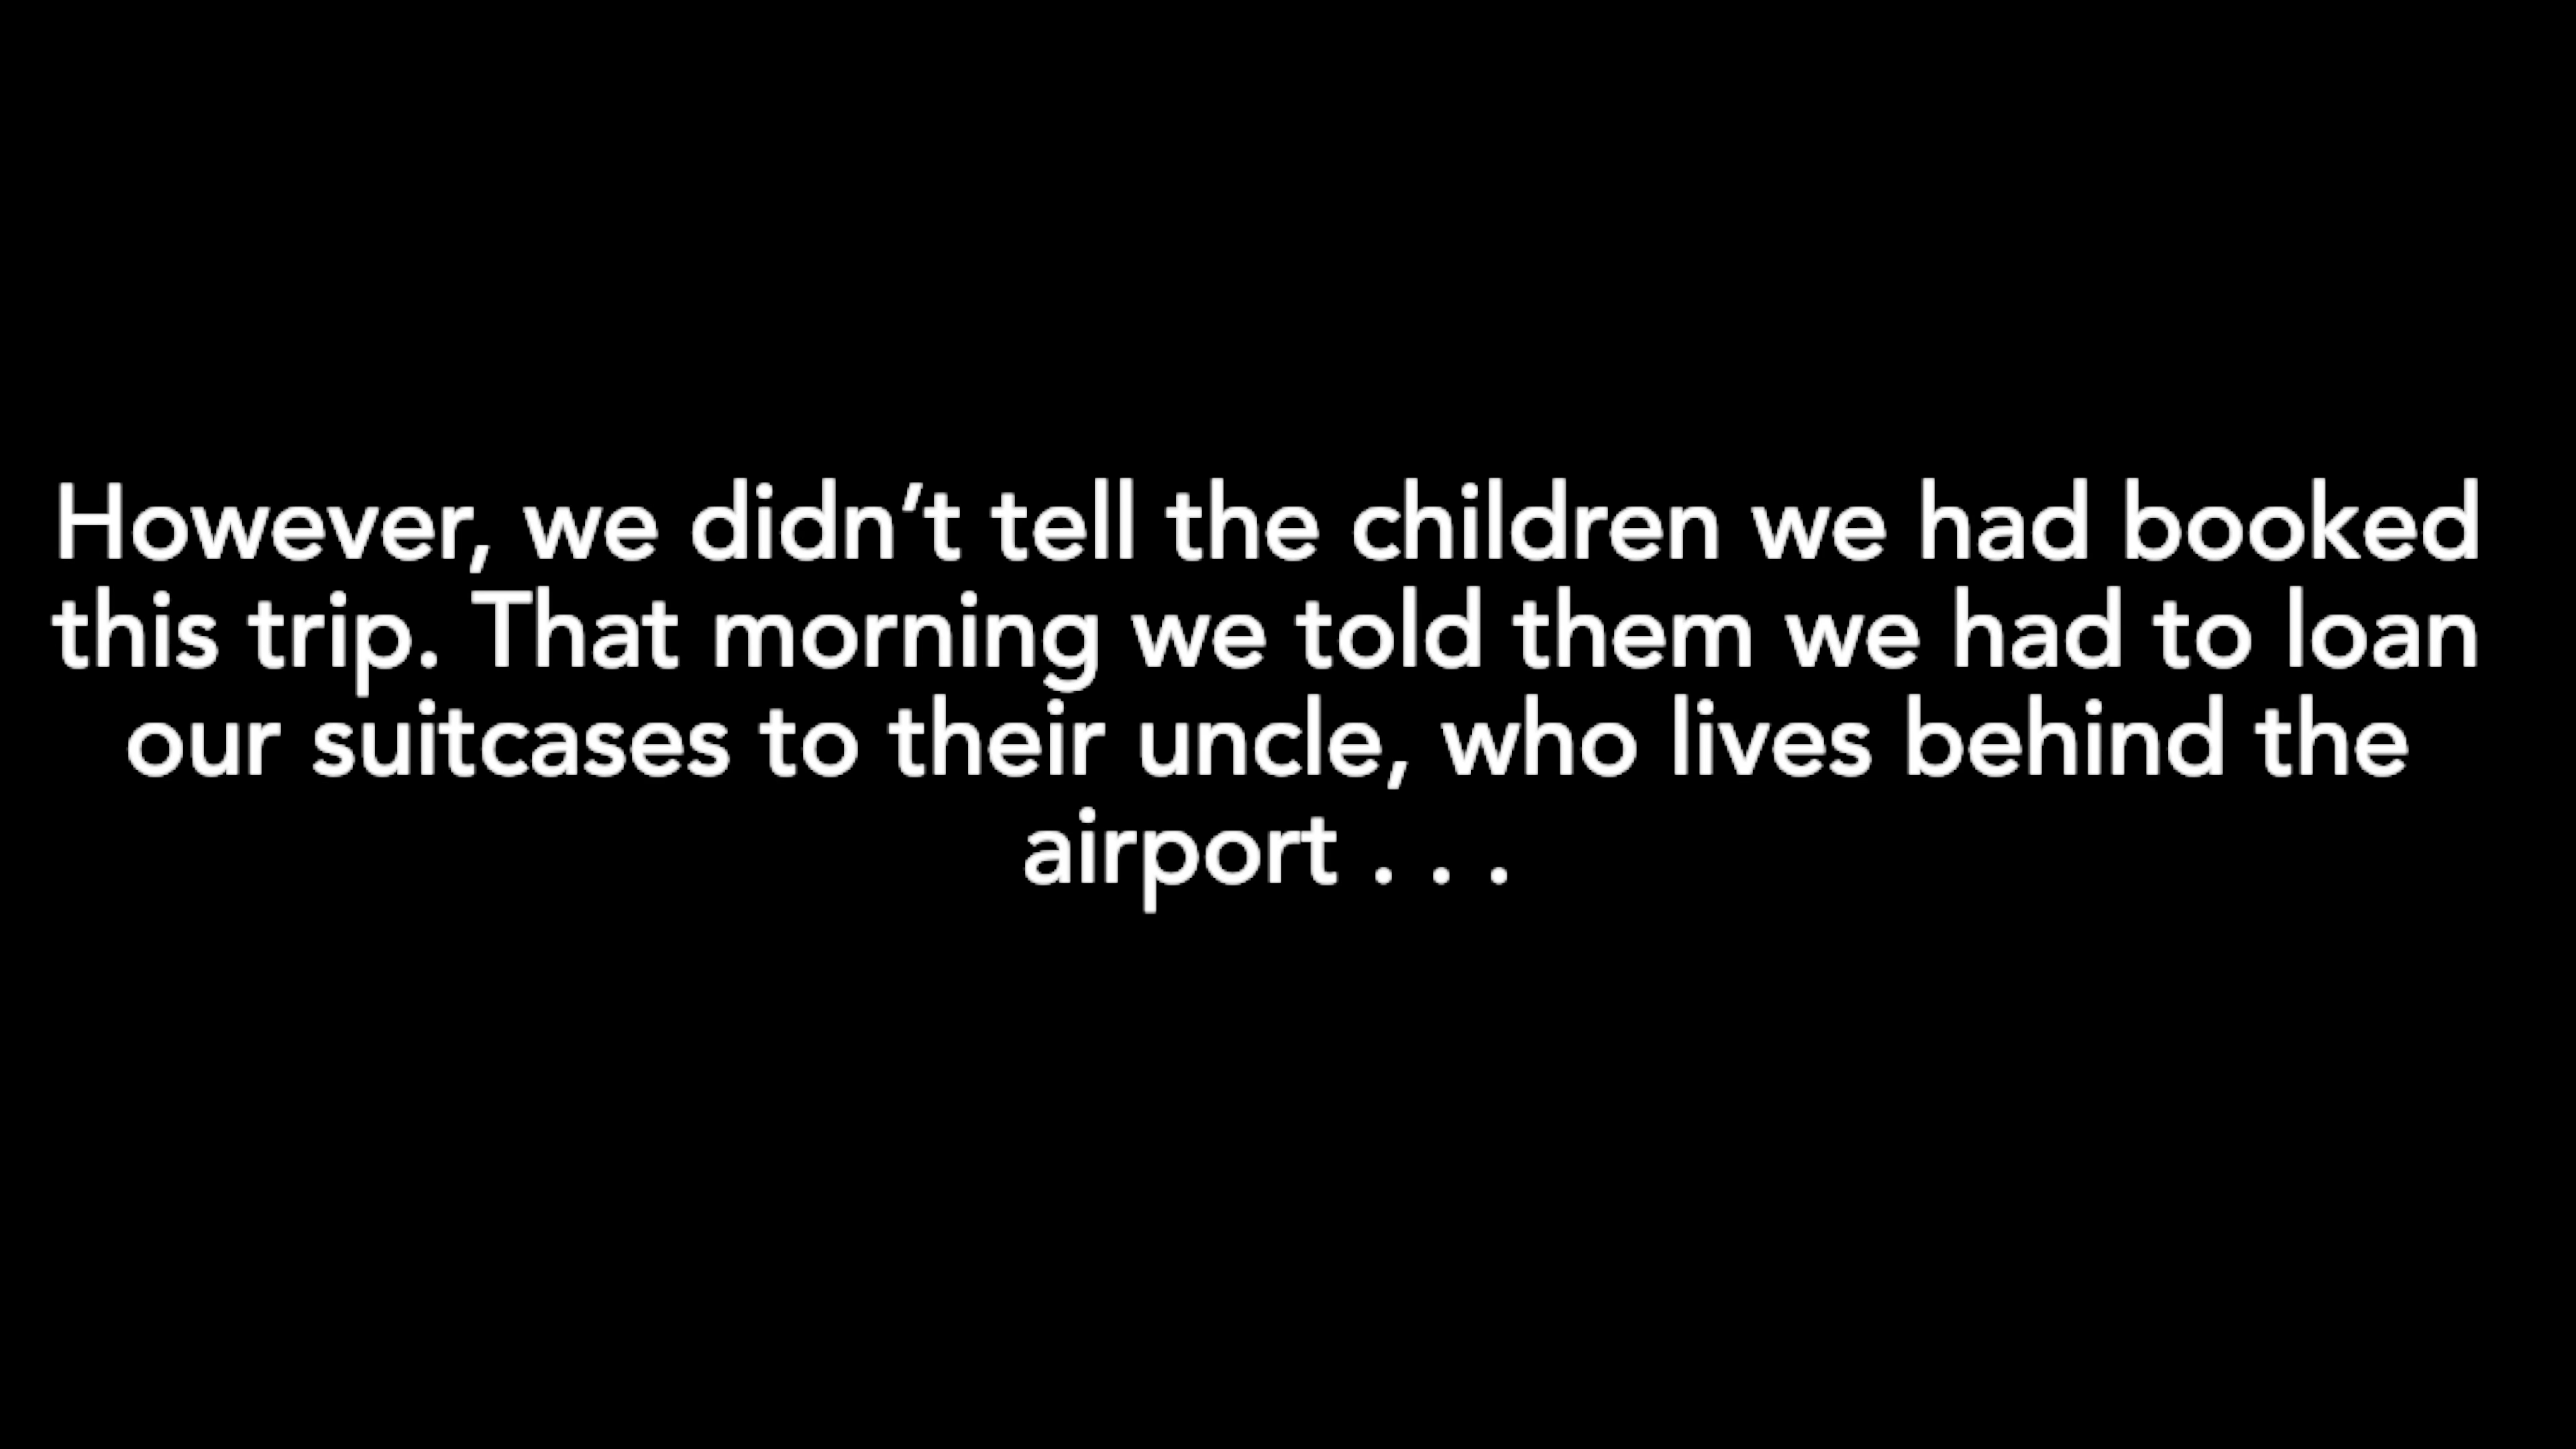 However, we didn’t tell the children we had booked
this trip. That morning we told them we had to loan
our suitcases to their uncle, who lives behind the
airport . . .